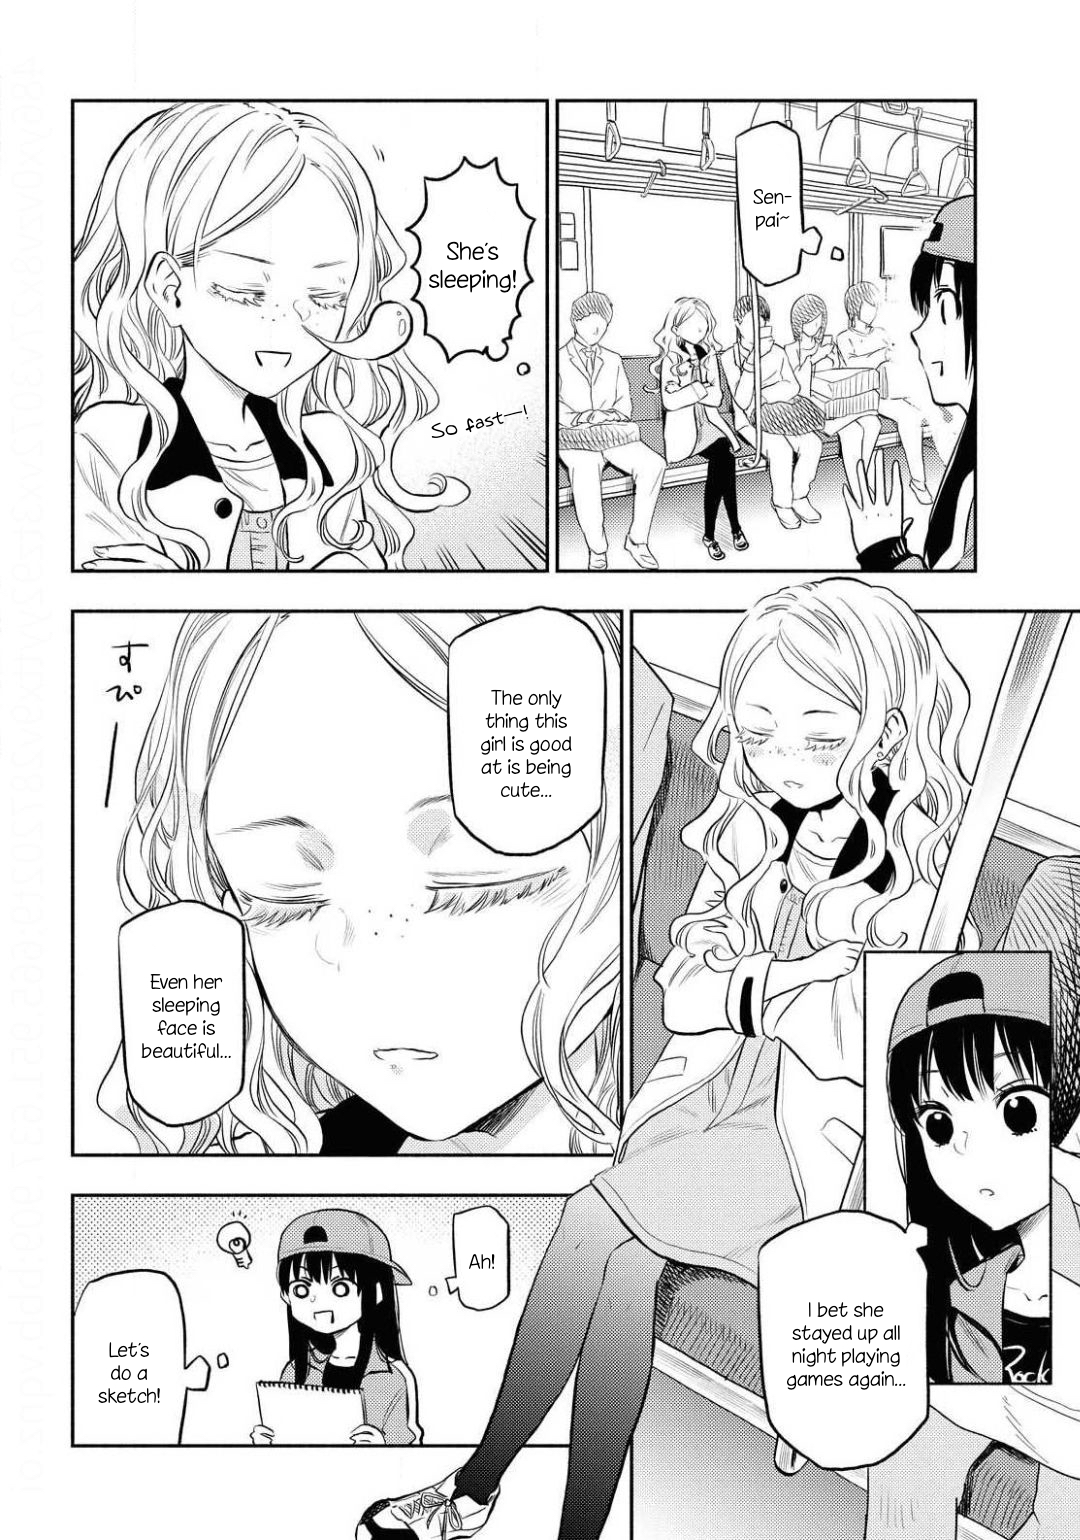 Sen-
pai~
She's
sleeping!
So fast—!
I bet she
stayed up all
night playing
games again...
Rock
The only
thing this
girl is good
at is being
cute...
Even her
sleeping
face is
beautiful...
すぴー
Ah!
Let's
do a
sketch!